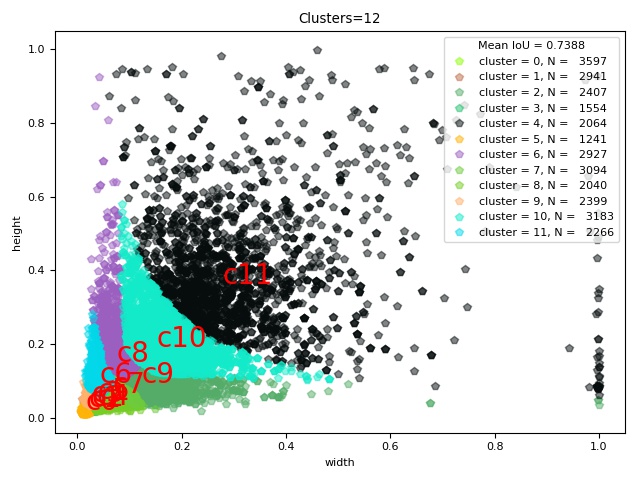 Clusters=12
Mean IoU = 0.7388
cluster = 0, N = 3597
cluster = 1, N = 2941
cluster = 2, N = 2407
cluster = 3, N = 1554
cluster = 4, N = 2064
cluster = 5, N = 1241
cluster = 6, N = 2927
cluster = 7, N = 3094
cluster = 8, N = 2040
cluster = 9, N = 2399
cluster = 10, N = 3183
cluster = 11, N = 2266
height
1.0
0.8
0.6
0.4
0.2
0.0
c11
c10
c8
c6
c9
0.0 0.2 0.4 0.6 0.8 1.0
width